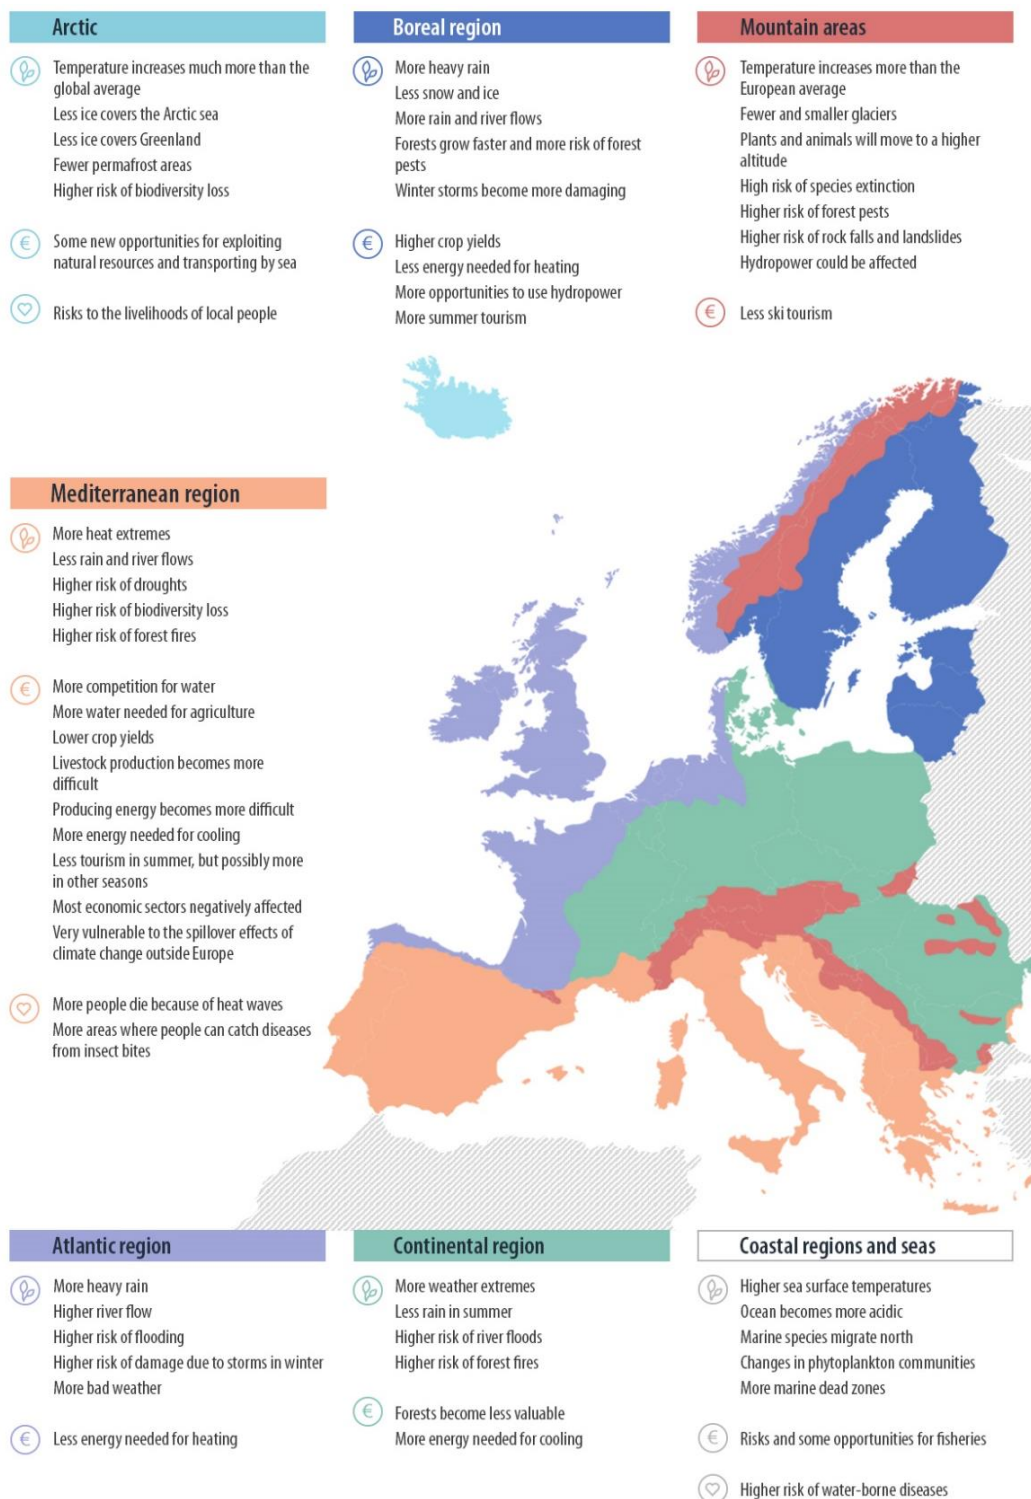 Arctic
Temperature increases much more than the
global average
Less ice covers the Arctic sea
Less ice covers Greenland
Fewer permafrost areas
Higher risk of biodiversity loss
€
Some new opportunities for exploiting
natural resources and transporting by sea
Risks to the livelihoods of local people
Boreal region
More heavy rain
Less snow and ice
More rain and river flows
Forests grow faster and more risk of forest
pests
Winter storms become more damaging
€
Higher crop yields
Less energy needed for heating
More opportunities to use hydropower
More summer tourism
Mountain areas
Temperature increases more than the
European average
Fewer and smaller glaciers
Plants and animals will move to a higher
altitude
High risk of species extinction
Higher risk of forest pests
Higher risk of rock falls and landslides
Hydropower could be affected
€
Less ski tourism
Mediterranean region
More heat extremes
Less rain and river flows
Higher risk of droughts
Higher risk of biodiversity loss
Higher risk of forest fires
€
More competition for water
More water needed for agriculture
Lower crop yields
Livestock production becomes more
difficult
Producing energy becomes more difficult
More energy needed for cooling
Less tourism in summer, but possibly more
in other seasons
Most economic sectors negatively affected
Very vulnerable to the spillover effects of
climate change outside Europe
More people die because of heat waves
More areas where people can catch diseases
from insect bites
Atlantic region
More heavy rain
Higher river flow
Higher risk of flooding
Higher risk of damage due to storms in winter
More bad weather
€
Less energy needed for heating
Continental region
More weather extremes
Less rain in summer
Higher risk of river floods
Higher risk of forest fires
€
Forests become less valuable
More energy needed for cooling
Coastal regions and seas
Higher sea surface temperatures
Ocean becomes more acidic
Marine species migrate north
Changes in phytoplankton communities
More marine dead zones
€
Risks and some opportunities for fisheries
Higher risk of water-borne diseases